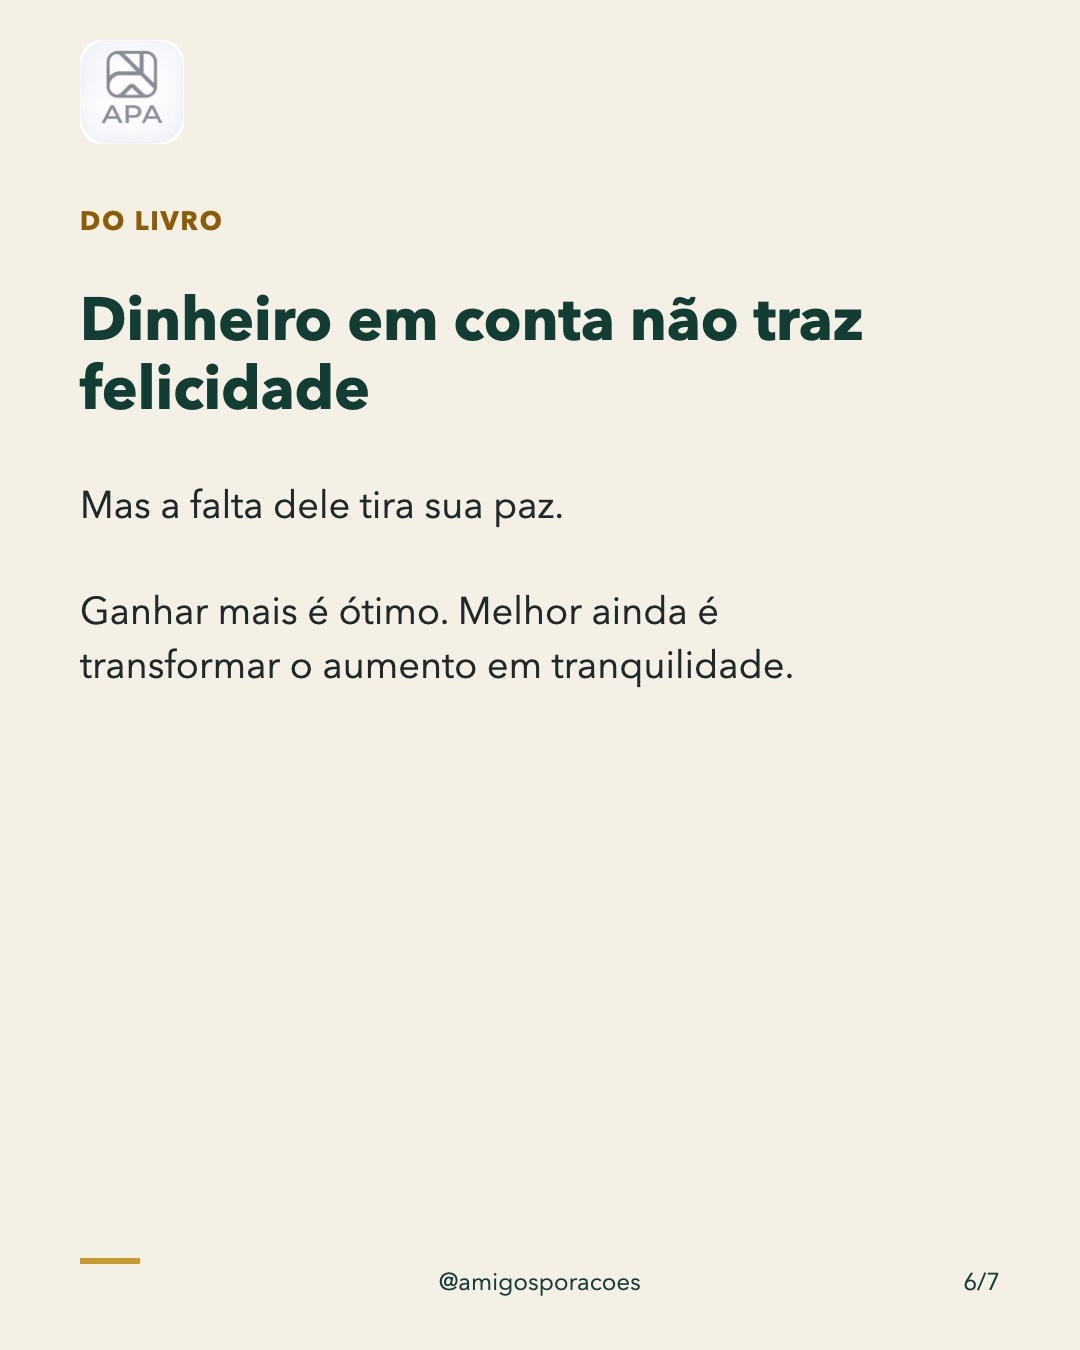 APA
DO LIVRO
Dinheiro em conta não traz
felicidade
Mas a falta dele tira sua paz.
Ganhar mais é ótimo. Melhor ainda é
transformar o aumento em tranquilidade.
@amigosporacoes
6/7